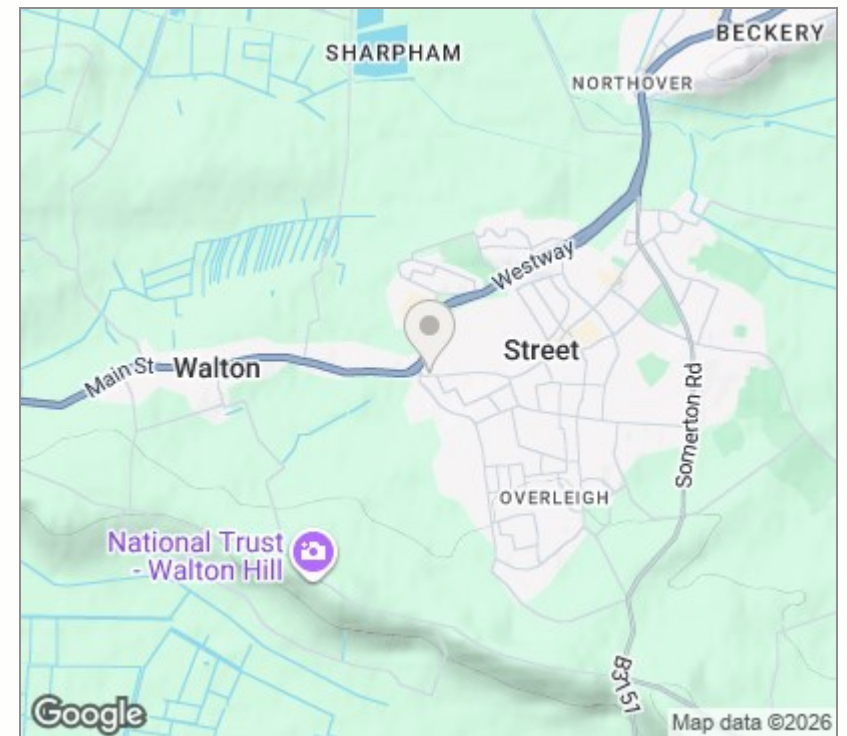 BECKERY
SHARPHAM
NORTHOVER
Westway
Street
Main St
Walton
Somerton Rd
OVERLEIGH
National Trust
- Walton Hill
B3151
Google
Map data ©2026